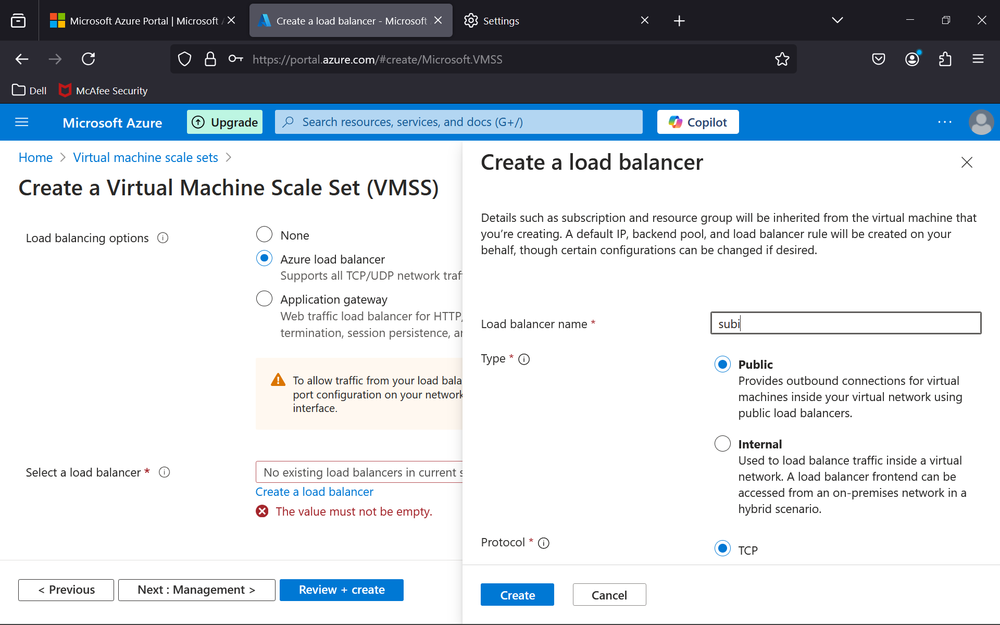 Microsoft Azure Portal | Microsoft
Create a load balancer - Microsoft
Settings
https://portal.azure.com/#create/Microsoft.VMSS
Dell
McAfee Security
Microsoft Azure
Upgrade
Search resources, services, and docs (G+/)
Copilot
Home > Virtual machine scale sets >
Create a Virtual Machine Scale Set (VMSS)
Load balancing options
None
Azure load balancer
Supports all TCP/UDP network
Application gateway
Web traffic load balancer for HTTP/
termination, session persistence,
To allow traffic from your load
port configuration on your network
interface.
Select a load balancer *
No existing load balancers in current
Create a load balancer
The value must not be empty.
< Previous
Next : Management >
Review + create
Create a load balancer
Details such as subscription and resource group will be inherited from the virtual machine that
you’re creating. A default IP, backend pool, and load balancer rule will be created on your
behalf, though certain configurations can be changed if desired.
Load balancer name *
subi
Type *
Public
Provides outbound connections for virtual
machines inside your virtual network using
public load balancers.
Internal
Used to load balance traffic inside a virtual
network. A load balancer frontend can be
accessed from an on-premises network in a
hybrid scenario.
Protocol *
TCP
Create
Cancel